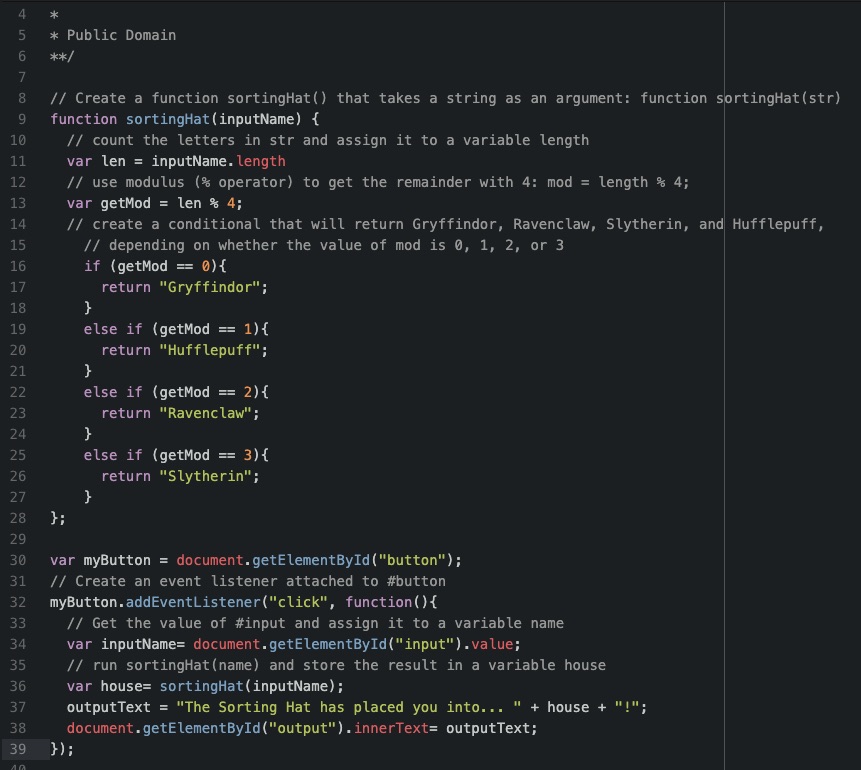 4 *
5 * Public Domain
6 **/
7
8 // Create a function sortingHat() that takes a string as an argument: function sortingHat(str)
9 function sortingHat(inputName) {
10 // count the letters in str and assign it to a variable length
11 var len = inputName.length
12 // use modulus (% operator) to get the remainder with 4: mod = length % 4;
13 var getMod = len % 4;
14 // create a conditional that will return Gryffindor, Ravenclaw, Slytherin, and Hufflepuff,
15 // depending on whether the value of mod is 0, 1, 2, or 3
16 if (getMod == 0){
17 return "Gryffindor";
18 }
19 else if (getMod == 1){
20 return "Hufflepuff";
21 }
22 else if (getMod == 2){
23 return "Ravenclaw";
24 }
25 else if (getMod == 3){
26 return "Slytherin";
27 }
28 };
29
30 var myButton = document.getElementById("button");
31 // Create an event listener attached to #button
32 myButton.addEventListener("click", function(){
33 // Get the value of #input and assign it to a variable name
34 var inputName= document.getElementById("input").value;
35 // run sortingHat(name) and store the result in a variable house
36 var house= sortingHat(inputName);
37 outputText = "The Sorting Hat has placed you into... " + house + "!";
38 document.getElementById("output").innerText= outputText;
39 });
40